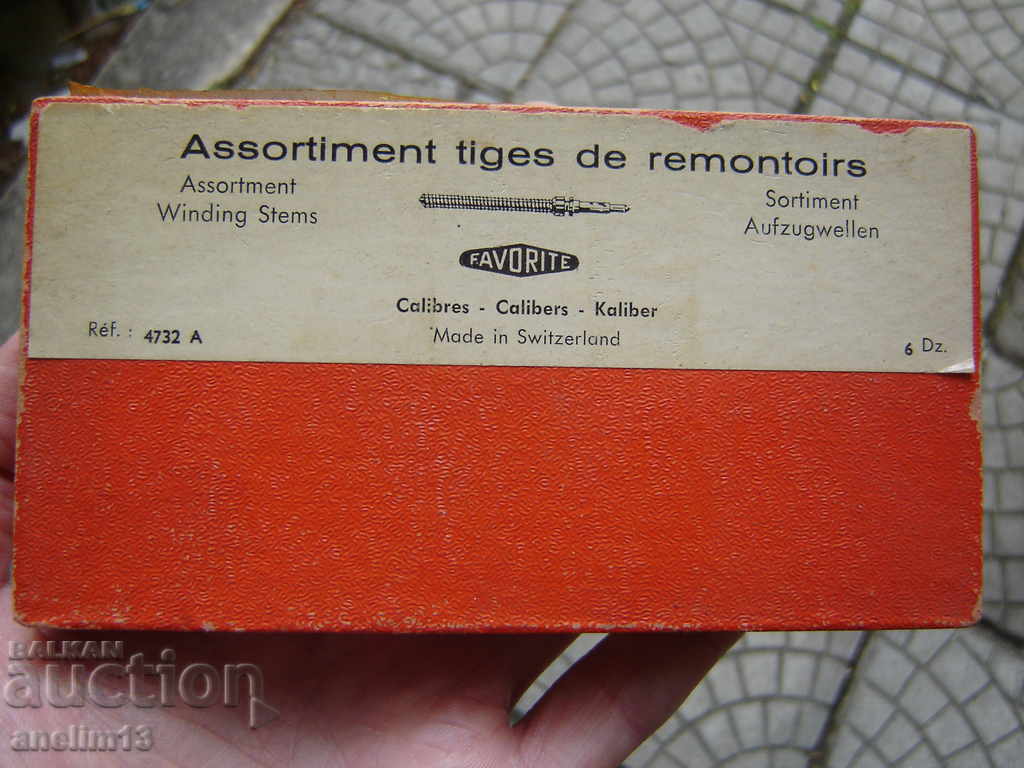 Assortiment tiges de remontoirs
Assortment
Winding Stems
Sortiment
Aufzugwellen
FAVORITE
Calibres - Calibers - Kaliber
Made in Switzerland
Réf. : 4732 A
6 Dz.
BALKAN
auction
anelim13